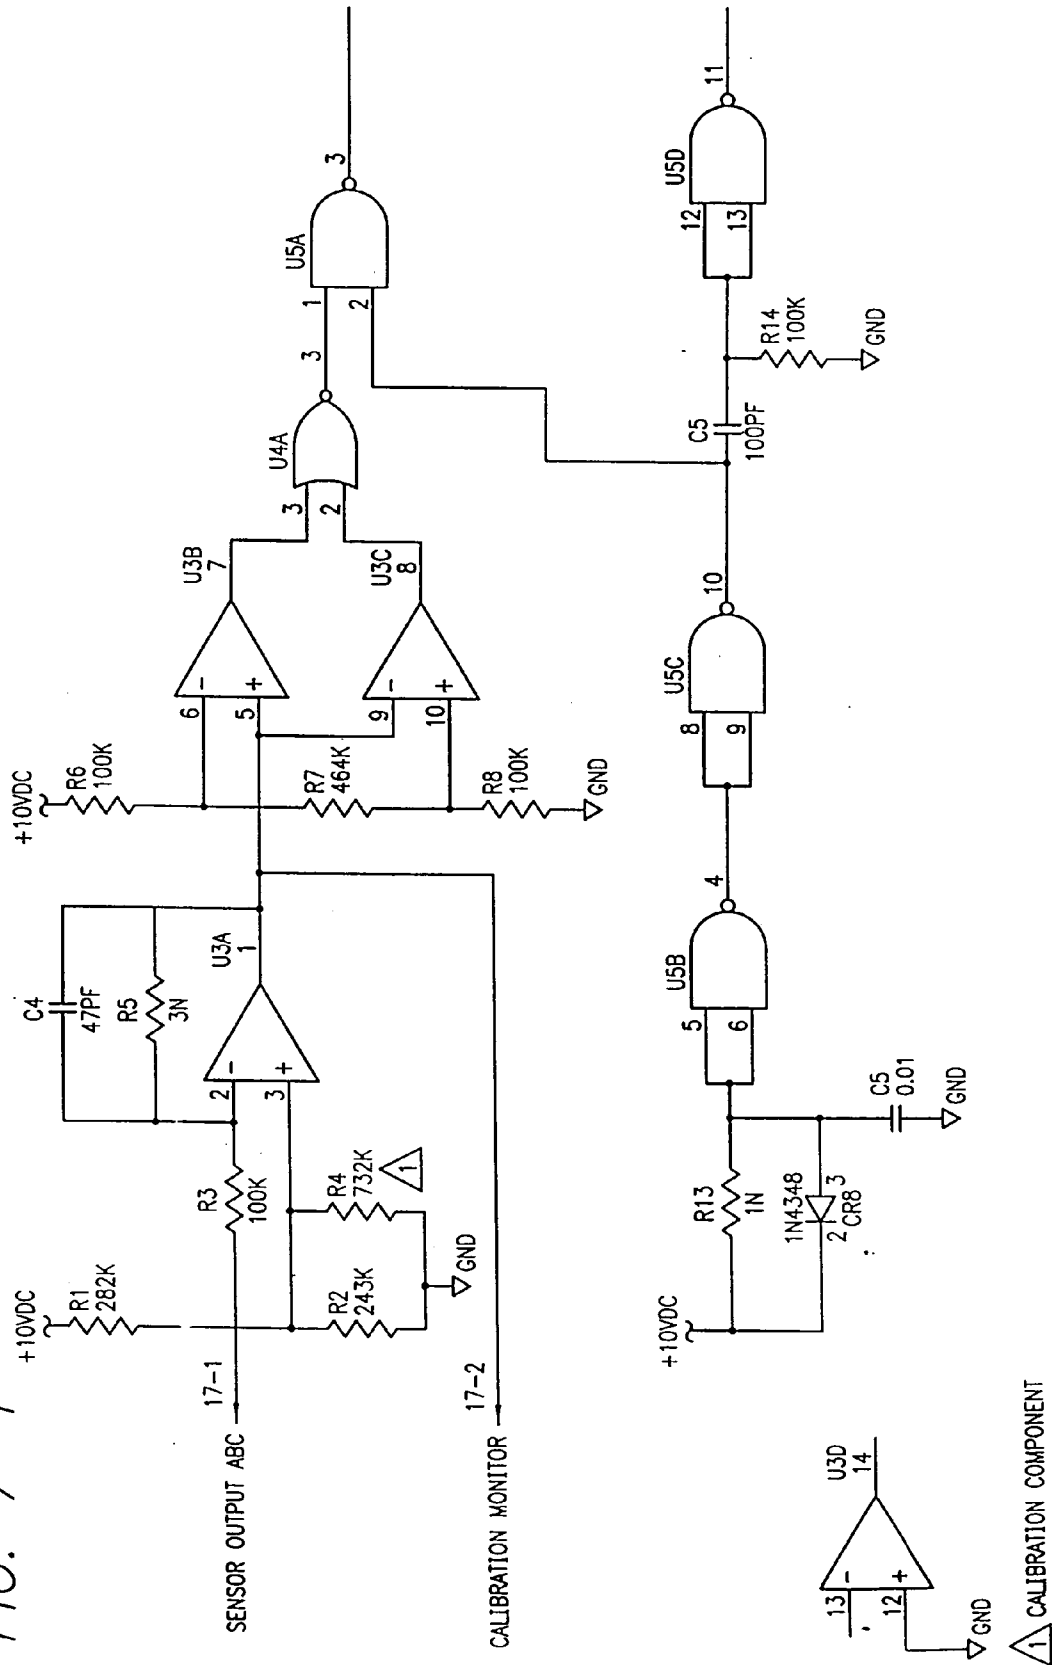 FIG.
+10VDC
R1
282K
SENSOR OUTPUT ABC
17-1
R3
100K
R2
243K
R4
732K
1
GND
C4
47PF
R5
3N
2
-
3
+
U3A
1
CALIBRATION MONITOR
17-2
+10VDC
R6
100K
R7
464K
R8
100K
GND
6
-
5
+
U3B
7
9
-
10
+
U3C
8
3
2
U4A
3
1
2
U5A
3
+10VDC
R13
1N
1N4348
2
3
CR8
C5
0.01
GND
5
6
U5B
4
8
9
U5C
10
C5
100PF
R14
100K
GND
12
13
U5D
11
13
-
12
+
U3D
14
GND
1 CALIBRATION COMPONENT